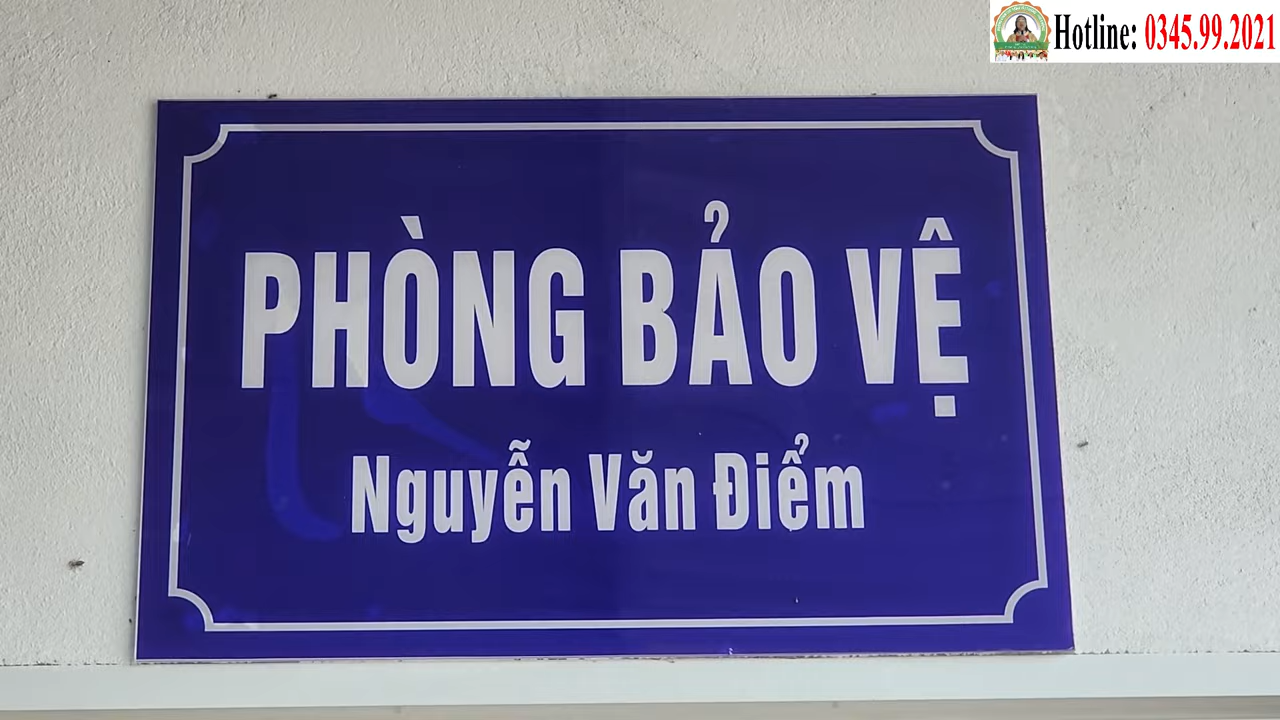 Hotline: 0345.99.2021
PHÒNG BẢO VỆ
Nguyễn Văn Điểm